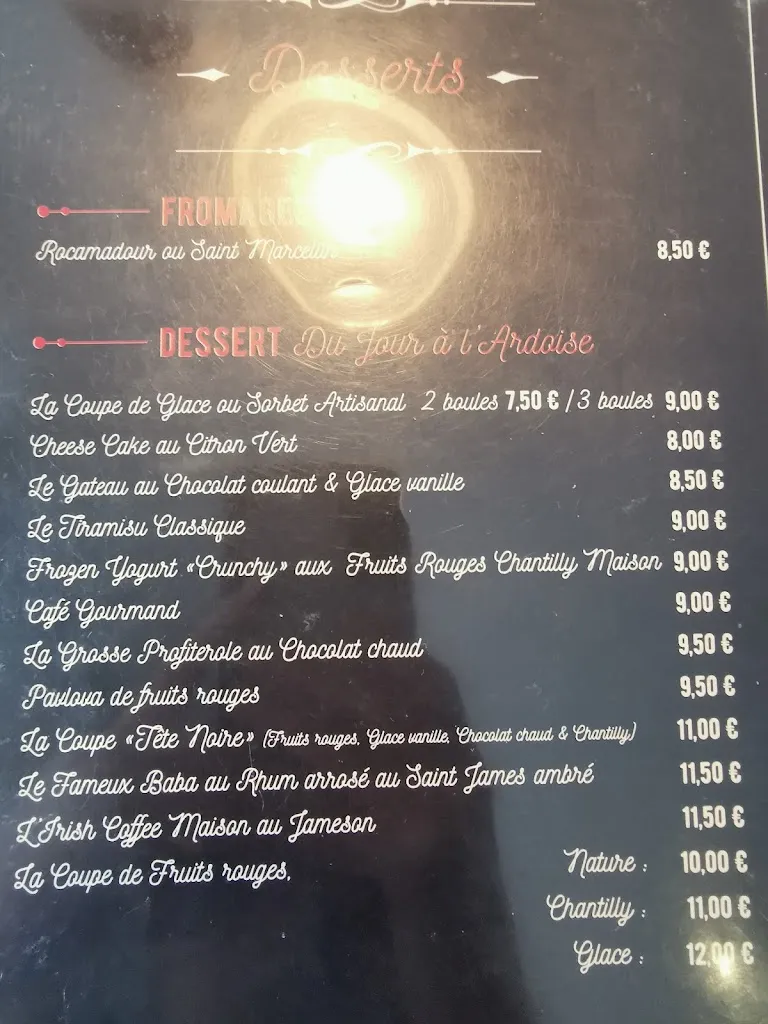 Desserts
FROMAGES
Rocamadour ou Saint Marcellin 8,50 €
DESSERT Du Jour à l'Ardoise
La Coupe de Glace ou Sorbet Artisanal 2 boules 7,50 € / 3 boules 9,00 €
Cheese Cake au Citron Vert 8,00 €
Le Gateau au Chocolat coulant & Glace vanille 8,50 €
Le Tiramisu Classique 9,00 €
Frozen Yogurt «Crunchy» aux Fruits Rouges Chantilly Maison 9,00 €
Café Gourmand 9,00 €
La Grosse Profiterole au Chocolat chaud 9,50 €
Pavlova de fruits rouges 9,50 €
La Coupe «Tête Noire» (Fruits rouges, Glace vanille, Chocolat chaud & Chantilly) 11,00 €
Le Fameux Baba au Rhum arrosé au Saint James ambré 11,50 €
L'Irish Coffee Maison au Jameson 11,50 €
La Coupe de Fruits rouges, Nature : 10,00 €
Chantilly : 11,00 €
Glace : 12,00 €